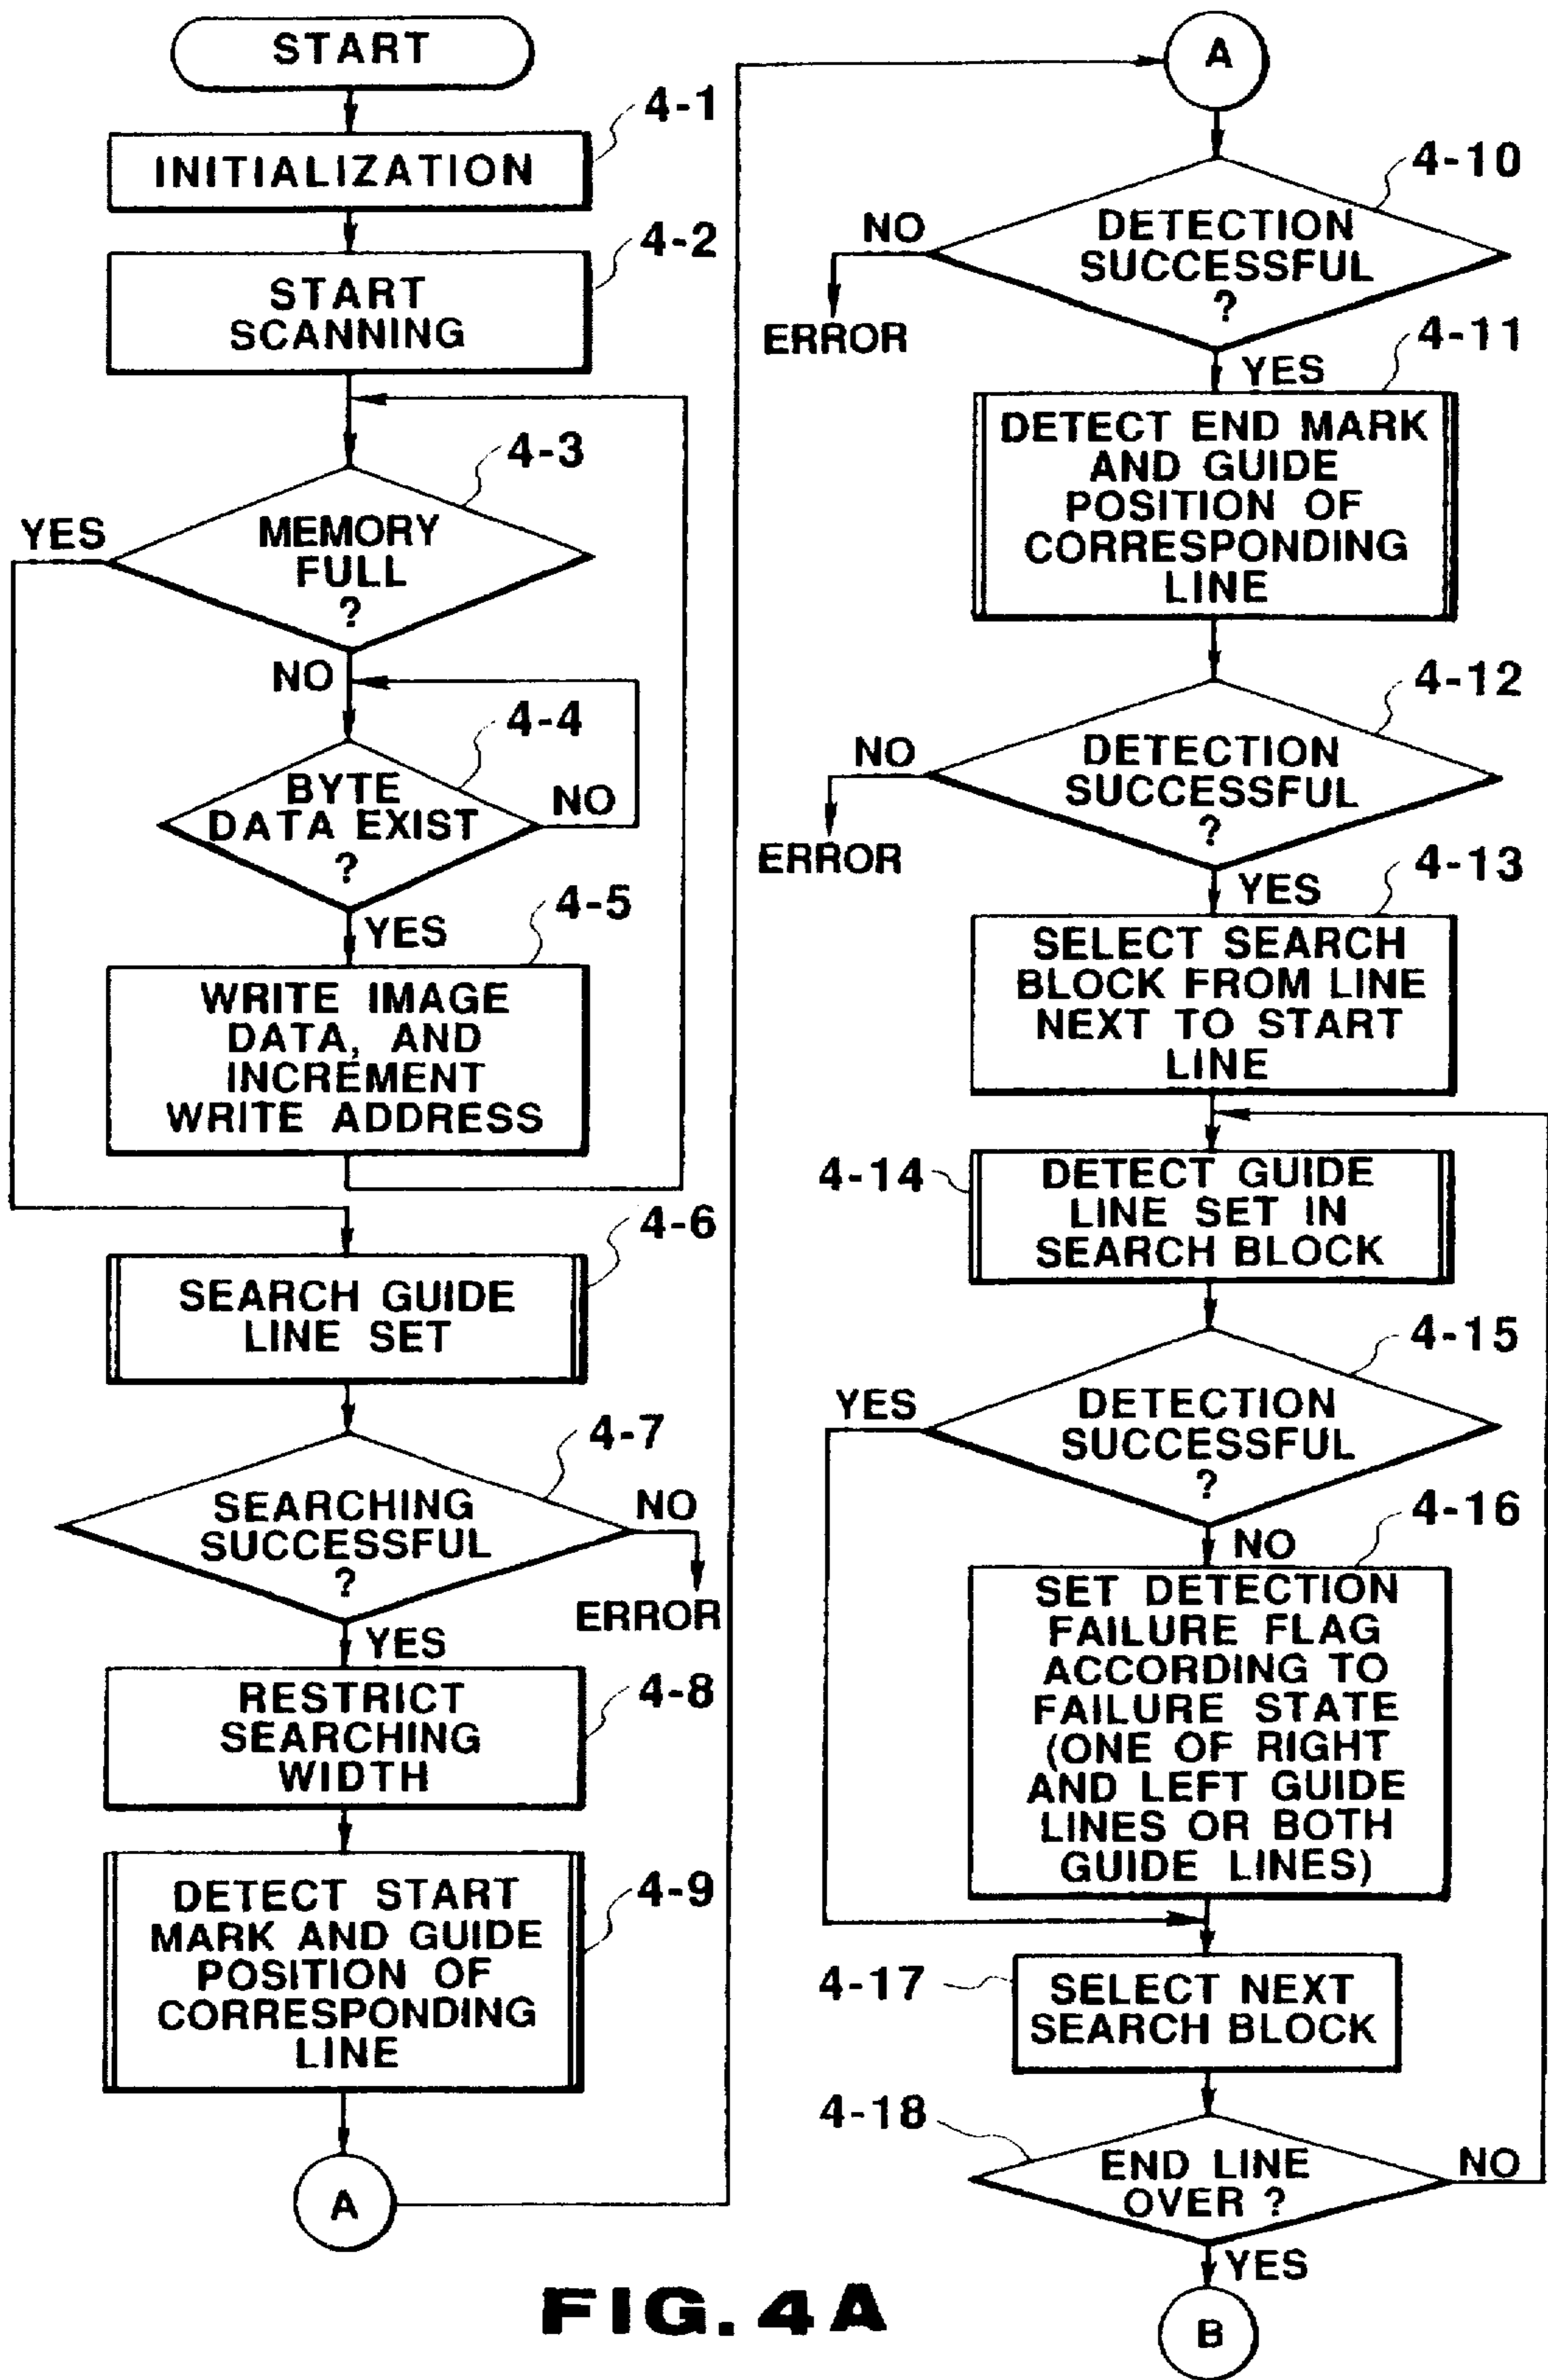 START
4-1
INITIALIZATION
4-2
START
SCANNING
4-3
YES
MEMORY
FULL
?
NO
4-4
BYTE
DATA EXIST
?
NO
4-5
YES
WRITE IMAGE
DATA, AND
INCREMENT
WRITE ADDRESS
4-6
SEARCH GUIDE
LINE SET
4-7
SEARCHING
SUCCESSFUL
?
NO
ERROR
YES
4-8
RESTRICT
SEARCHING
WIDTH
4-9
DETECT START
MARK AND GUIDE
POSITION OF
CORRESPONDING
LINE
A
A
4-10
NO
DETECTION
SUCCESSFUL
?
ERROR
4-11
YES
DETECT END MARK
AND GUIDE
POSITION OF
CORRESPONDING
LINE
4-12
NO
DETECTION
SUCCESSFUL
?
ERROR
4-13
YES
SELECT SEARCH
BLOCK FROM LINE
NEXT TO START
LINE
4-14
DETECT GUIDE
LINE SET IN
SEARCH BLOCK
4-15
YES
DETECTION
SUCCESSFUL
?
4-16
NO
SET DETECTION
FAILURE FLAG
ACCORDING TO
FAILURE STATE
(ONE OF RIGHT
AND LEFT GUIDE
LINES OR BOTH
GUIDE LINES)
4-17
SELECT NEXT
SEARCH BLOCK
4-18
END LINE
OVER ?
NO
YES
B
FIG. 4A